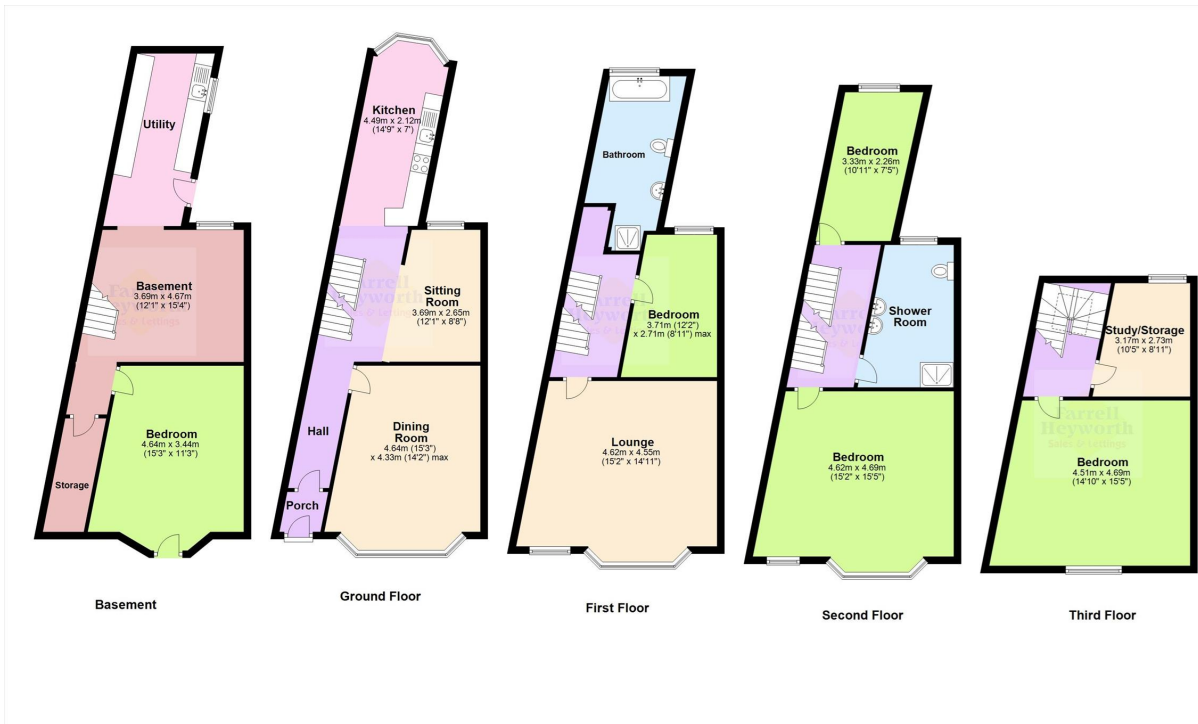 Utility
Basement
3.69m x 4.67m
(12'1" x 15'4")
Bedroom
4.64m x 3.44m
(15'3" x 11'3")
Storage
Basement
Kitchen
4.49m x 2.12m
(14'9" x 7')
Sitting
Room
3.69m x 2.65m
(12'1" x 8'8")
Hall
Dining
Room
4.64m (15'3")
x 4.33m (14'2") max
Porch
Ground Floor
Bathroom
Bedroom
3.71m (12'2")
x 2.71m (8'11") max
Lounge
4.62m x 4.55m
(15'2" x 14'11")
First Floor
Bedroom
3.33m x 2.26m
(10'11" x 7'5")
Shower
Room
Bedroom
4.62m x 4.69m
(15'2" x 15'5")
Second Floor
Study/Storage
3.17m x 2.73m
(10'5" x 8'11")
Farrell
Heyworth
Sales & Lettings
Bedroom
4.51m x 4.69m
(14'10" x 15'5")
Third Floor